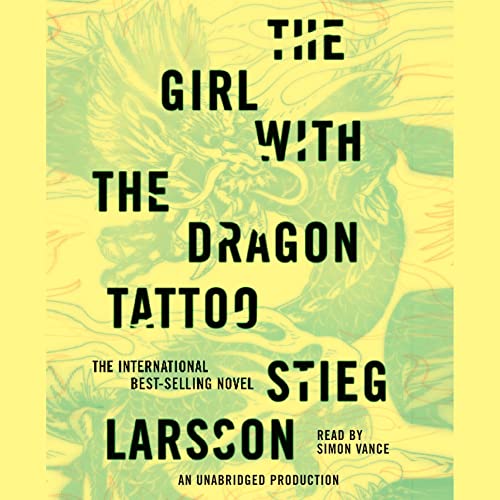 THE
GIRL
WITH
THE
DRAGON
TATTOO
THE INTERNATIONAL
BEST-SELLING NOVEL
STIEG
LARSSON
READ BY
SIMON VANCE
AN UNABRIDGED PRODUCTION